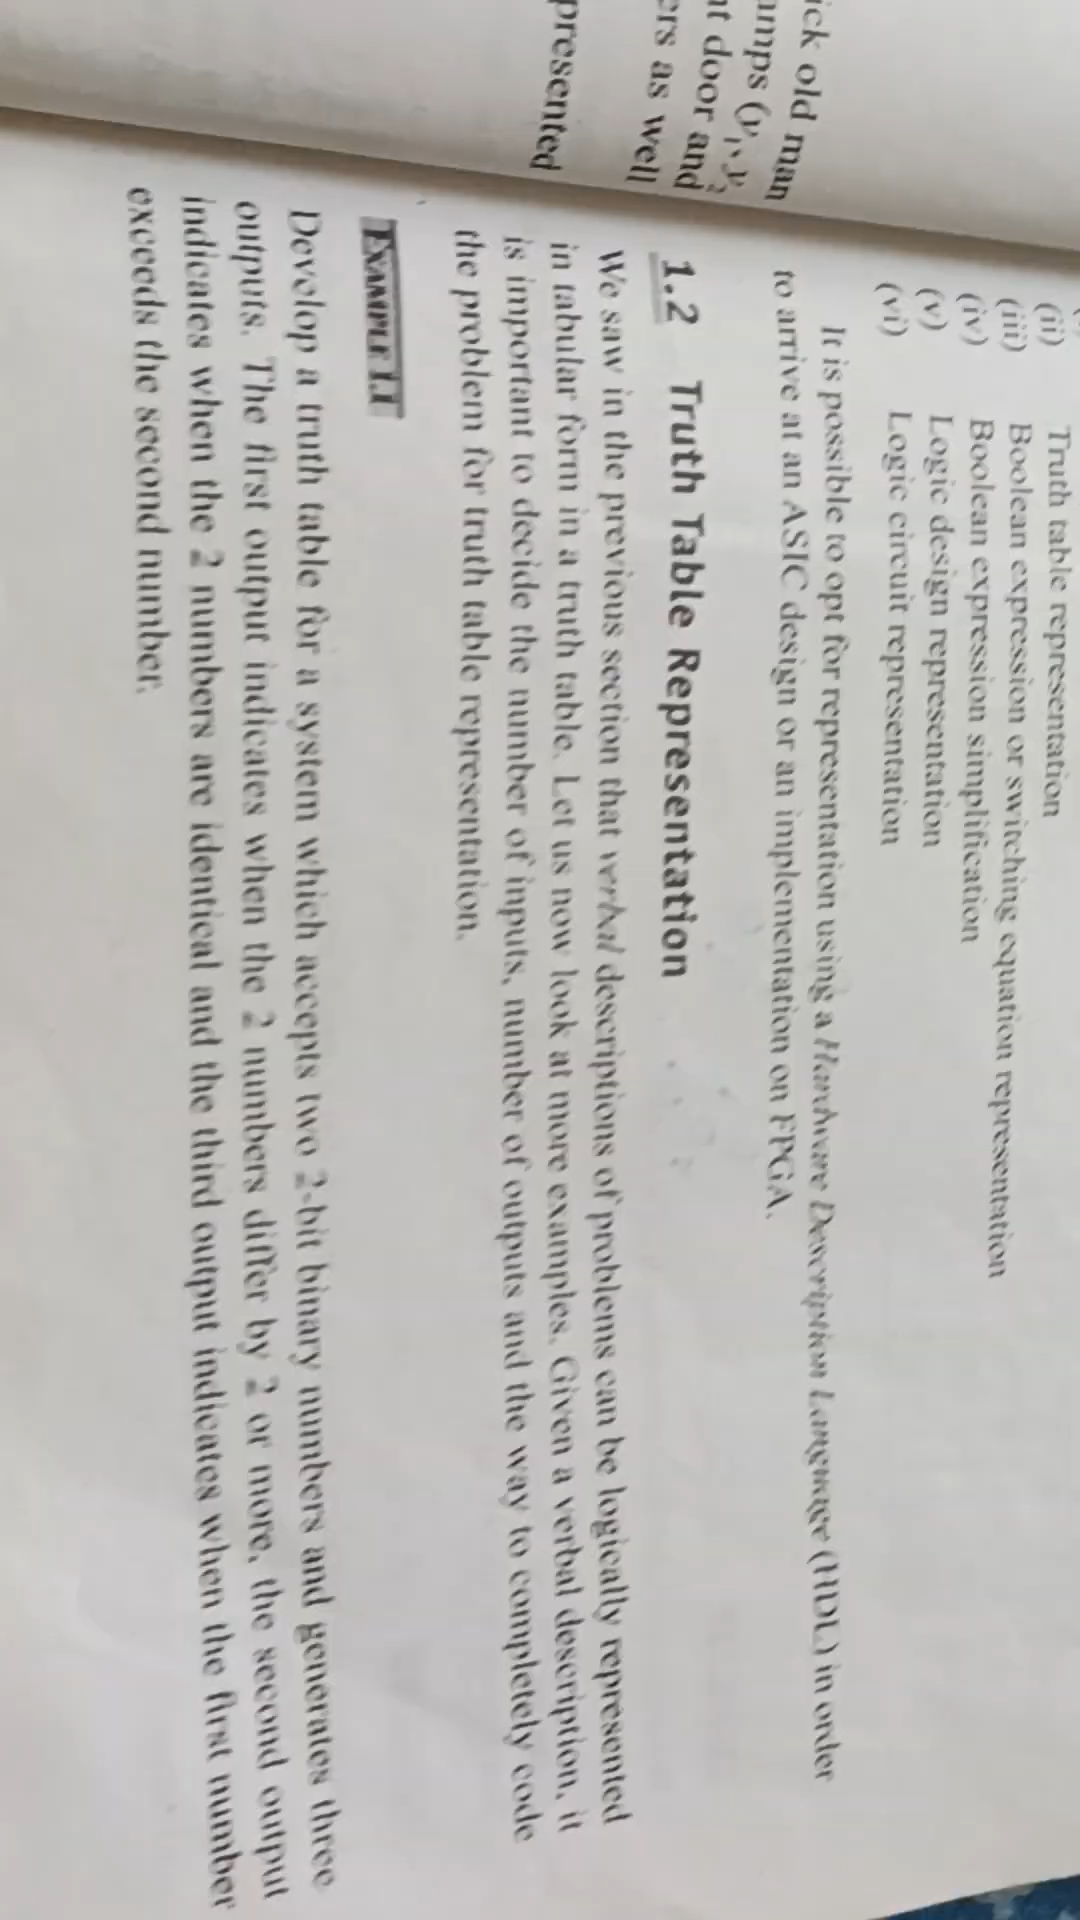 ick old man
amps (y₁, y₂
at door and
ers as well
presented
(ii) Truth table representation
(iii) Boolean expression or switching equation representation
(iv) Boolean expression simplification
(v) Logic design representation
(vi) Logic circuit representation
It is possible to opt for representation using a Hardware Description Language (HDL) in order
to arrive at an ASIC design or an implementation on FPGA.
1.2 Truth Table Representation
We saw in the previous section that verbal descriptions of problems can be logically represented
in tabular form in a truth table. Let us now look at more examples. Given a verbal description, it
is important to decide the number of inputs, number of outputs and the way to completely code
the problem for truth table representation.
EXAMPLE 1.1
Develop a truth table for a system which accepts two 2-bit binary numbers and generates three
outputs. The first output indicates when the 2 numbers differ by 2 or more, the second output
indicates when the 2 numbers are identical and the third output indicates when the first number
exceeds the second number.